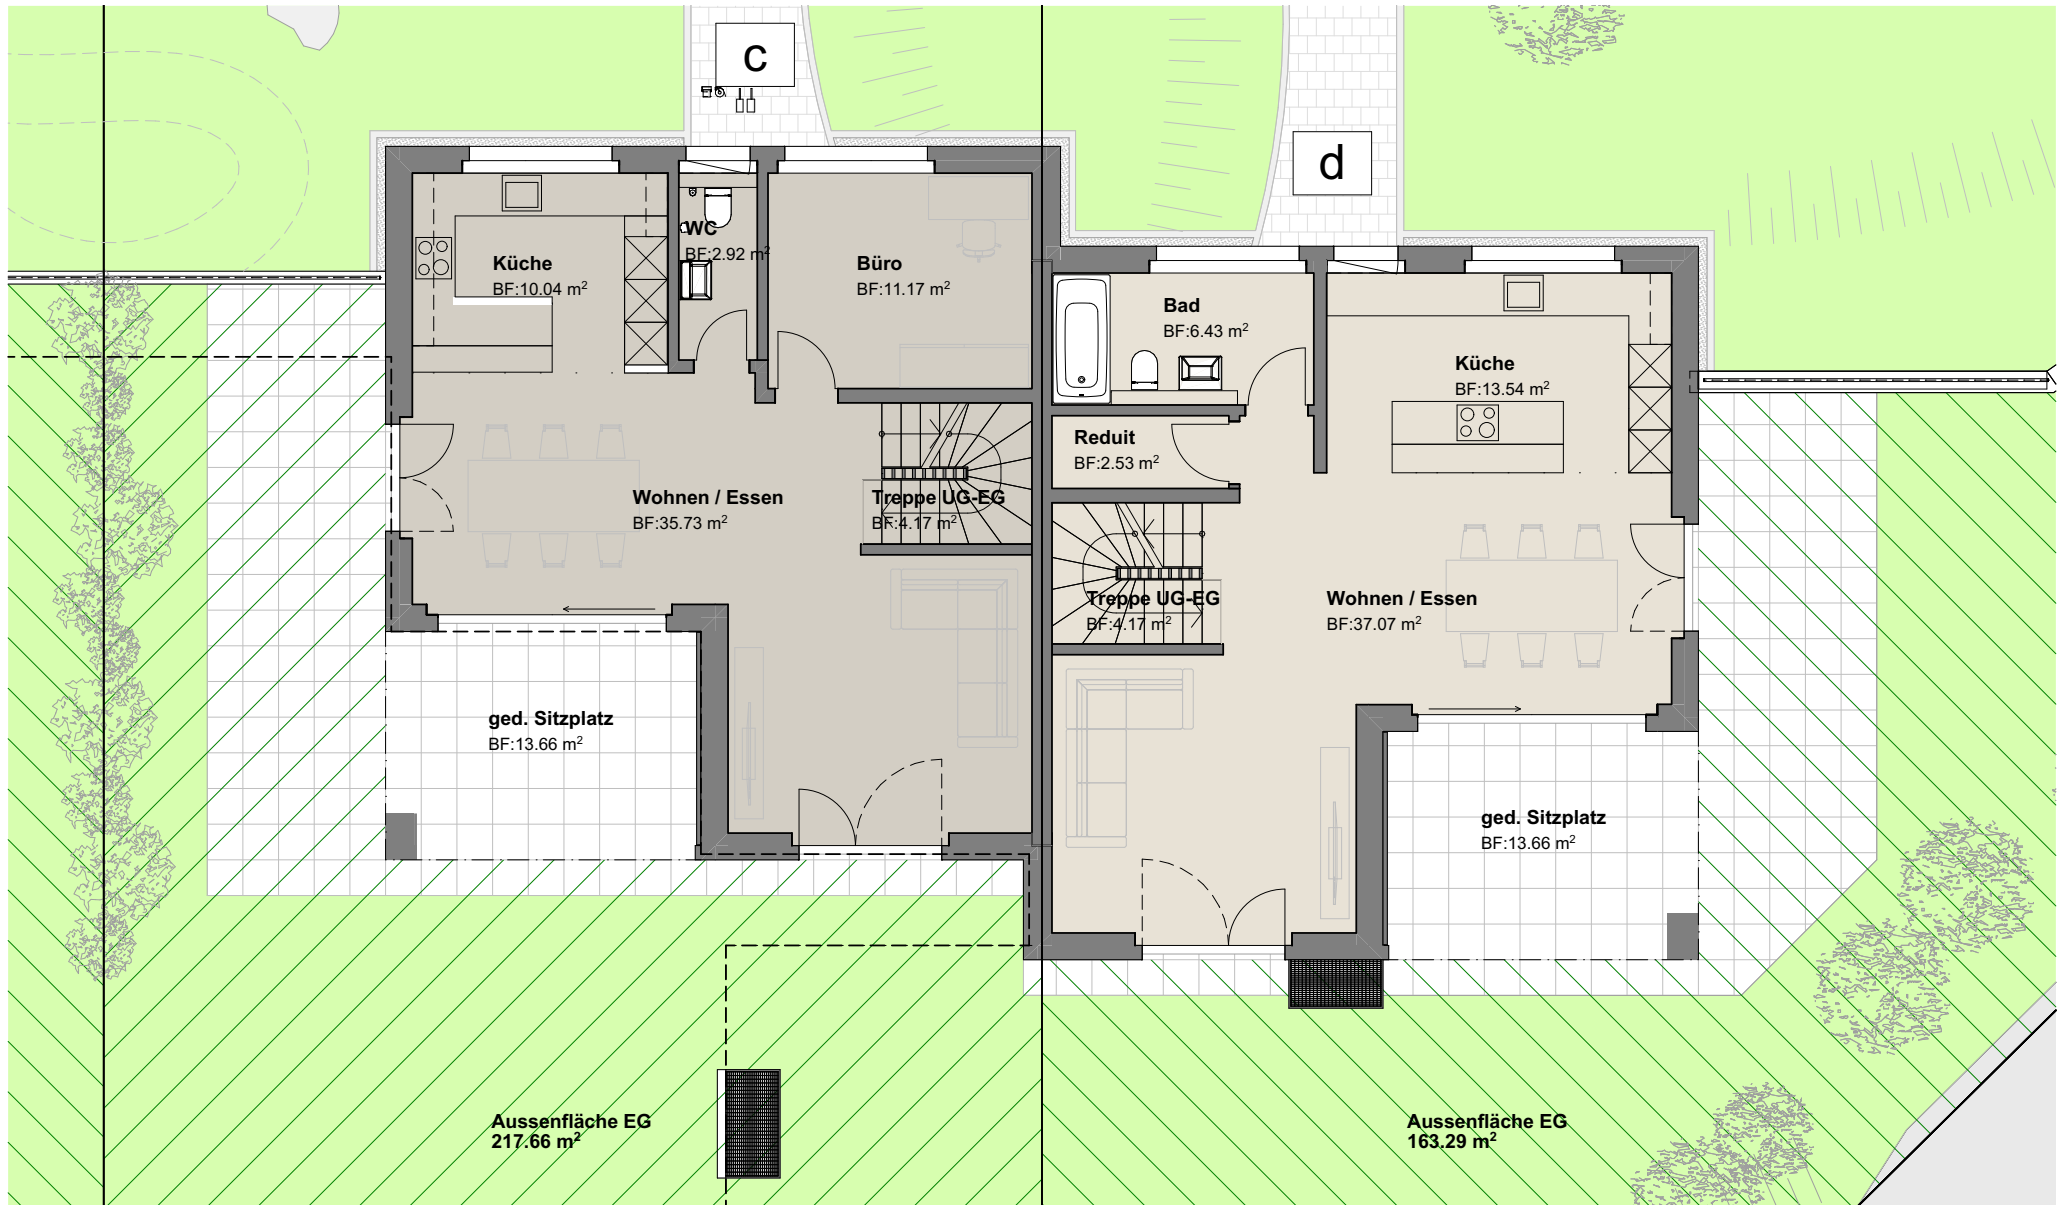 c
d
WC
BF:2.92 m²
Küche
BF:10.04 m²
Büro
BF:11.17 m²
Bad
BF:6.43 m²
Küche
BF:13.54 m²
Reduit
BF:2.53 m²
Wohnen / Essen
BF:35.73 m²
Treppe UG-EG
BF:4.17 m²
Treppe UG-EG
BF:4.17 m²
Wohnen / Essen
BF:37.07 m²
ged. Sitzplatz
BF:13.66 m²
ged. Sitzplatz
BF:13.66 m²
Aussenfläche EG
217.66 m²
Aussenfläche EG
163.29 m²